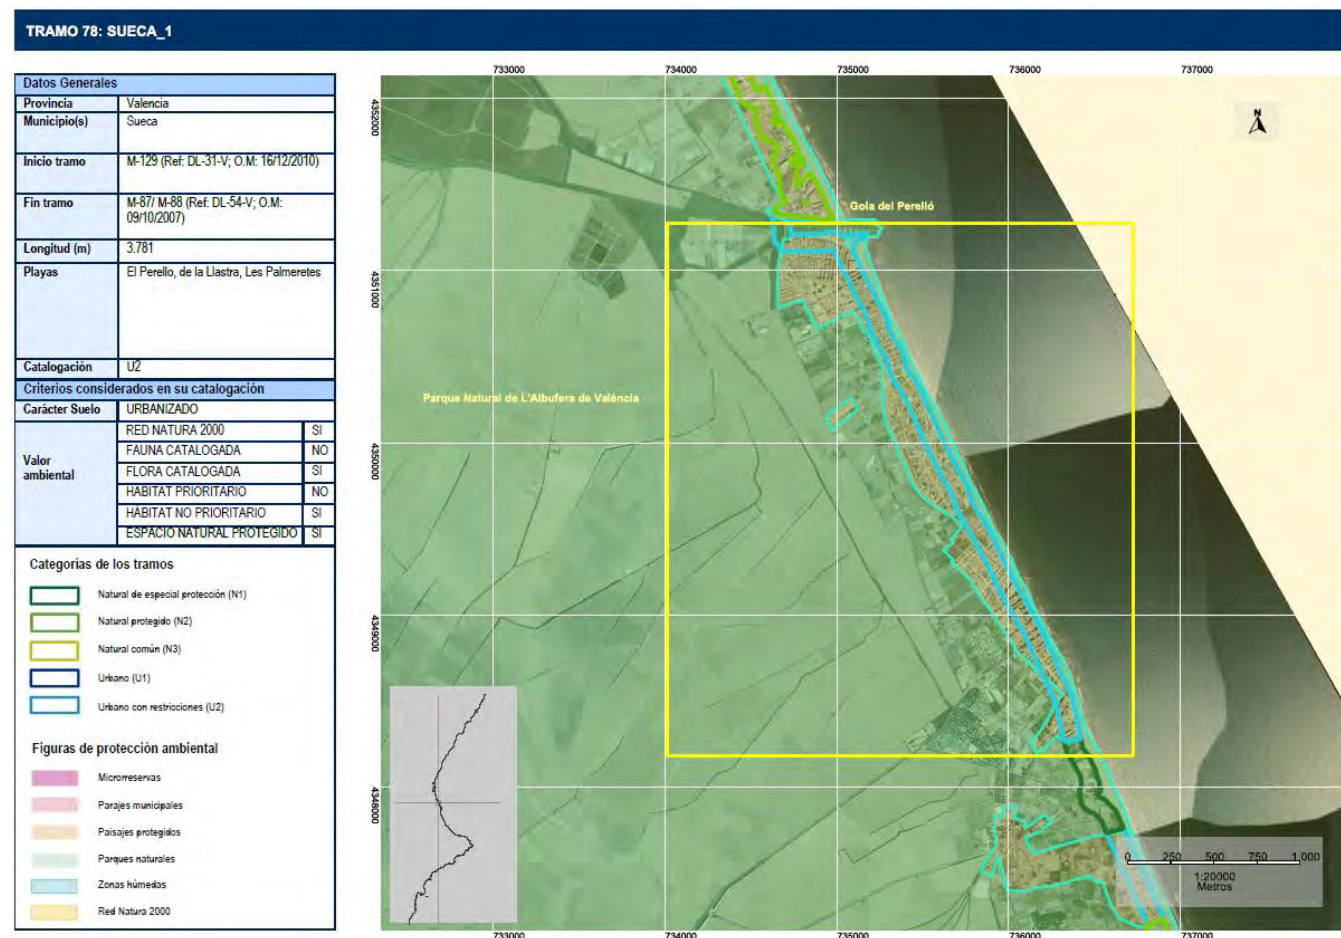 TRAMO 78: SUECA_1
Datos Generales
Provincia Valencia
Municipio(s) Sueca
Inicio tramo M-129 (Ref: DL-31-V; O.M: 16/12/2010)
Fin tramo M-87/ M-88 (Ref: DL-54-V; O.M:
09/10/2007)
Longitud (m) 3.781
Playas El Perello, de la Llastra, Les Palmeretes
Catalogación U2
Criterios considerados en su catalogación
Carácter Suelo URBANIZADO
Valor
ambiental
RED NATURA 2000 SI
FAUNA CATALOGADA NO
FLORA CATALOGADA SI
HABITAT PRIORITARIO NO
HABITAT NO PRIORITARIO SI
ESPACIO NATURAL PROTEGIDO SI
Categorías de los tramos
Natural de especial protección (N1)
Natural protegido (N2)
Natural común (N3)
Urbano (U1)
Urbano con restricciones (U2)
Figuras de protección ambiental
Microrreservas
Parajes municipales
Paisajes protegidos
Parques naturales
Zonas húmedas
Red Natura 2000
733000 734000 735000 736000 737000
4352000
4351000
4350000
4349000
4348000
N
Gola del Perelló
Parque Natural de L'Albufera de València
0 250 500 750 1.000
1:20000
Metros
733000 734000 735000 736000 737000